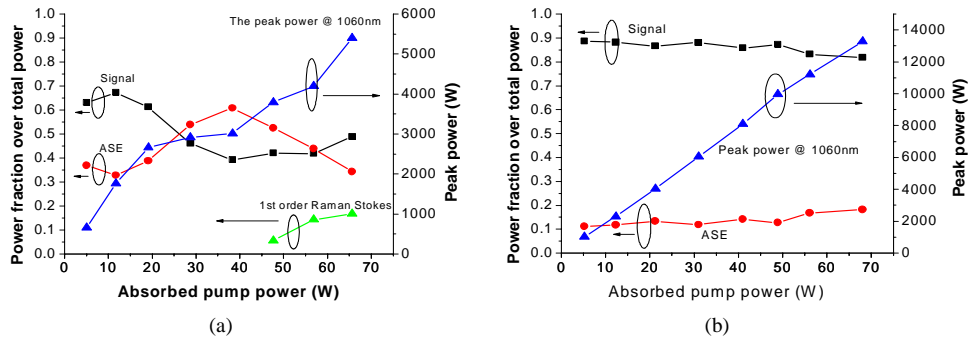 The peak power @ 1060nm
Signal
ASE
1st order Raman Stokes
Power fraction over total power
1.0
0.9
0.8
0.7
0.6
0.5
0.4
0.3
0.2
0.1
0.0
0 10 20 30 40 50 60 70
Absorbed pump power (W)
6000
5000
4000
3000
2000
1000
0
Peak power (W)
(a)
Signal
Peak power @ 1060nm
ASE
Power fraction over total power
1.0
0.9
0.8
0.7
0.6
0.5
0.4
0.3
0.2
0.1
0.0
0 10 20 30 40 50 60 70
Absorbed pump power (W)
14000
12000
10000
8000
6000
4000
2000
0
Peak power (W)
(b)